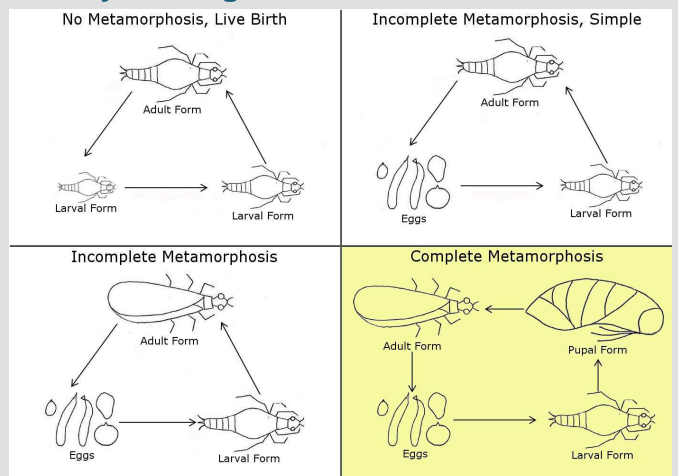 No Metamorphosis, Live Birth
Adult Form
Larval Form
Larval Form
Incomplete Metamorphosis, Simple
Adult Form
Eggs
Larval Form
Incomplete Metamorphosis
Adult Form
Eggs
Larval Form
Complete Metamorphosis
Adult Form
Pupal Form
Eggs
Larval Form